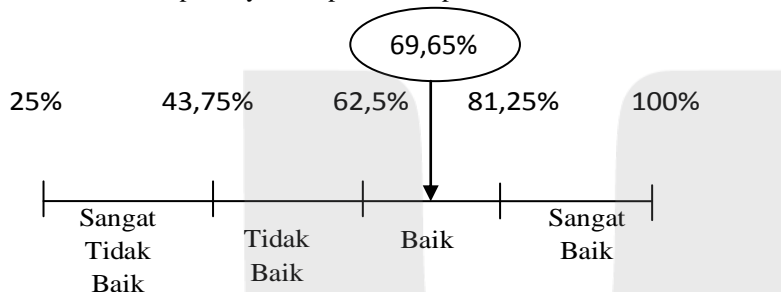 69,65%
25% 43,75% 62,5% 81,25% 100%
Sangat
Tidak
Baik
Tidak
Baik
Baik
Sangat
Baik